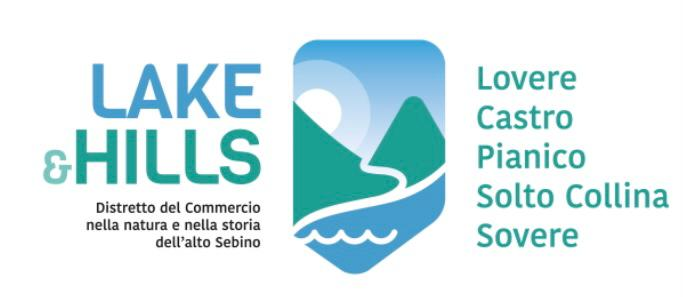 LAKE
&HILLS
Distretto del Commercio
nella natura e nella storia
dell'alto Sebino
Lovere
Castro
Pianico
Solto Collina
Sovere